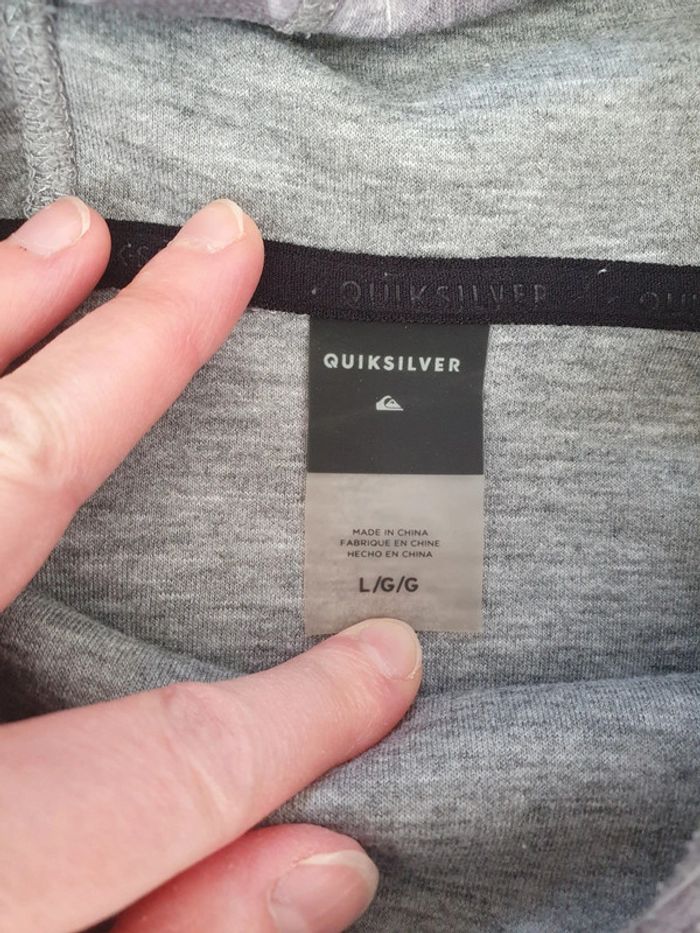 QUIKSILVER
QUIKSILVER
MADE IN CHINA
FABRIQUE EN CHINE
HECHO EN CHINA
L/G/G